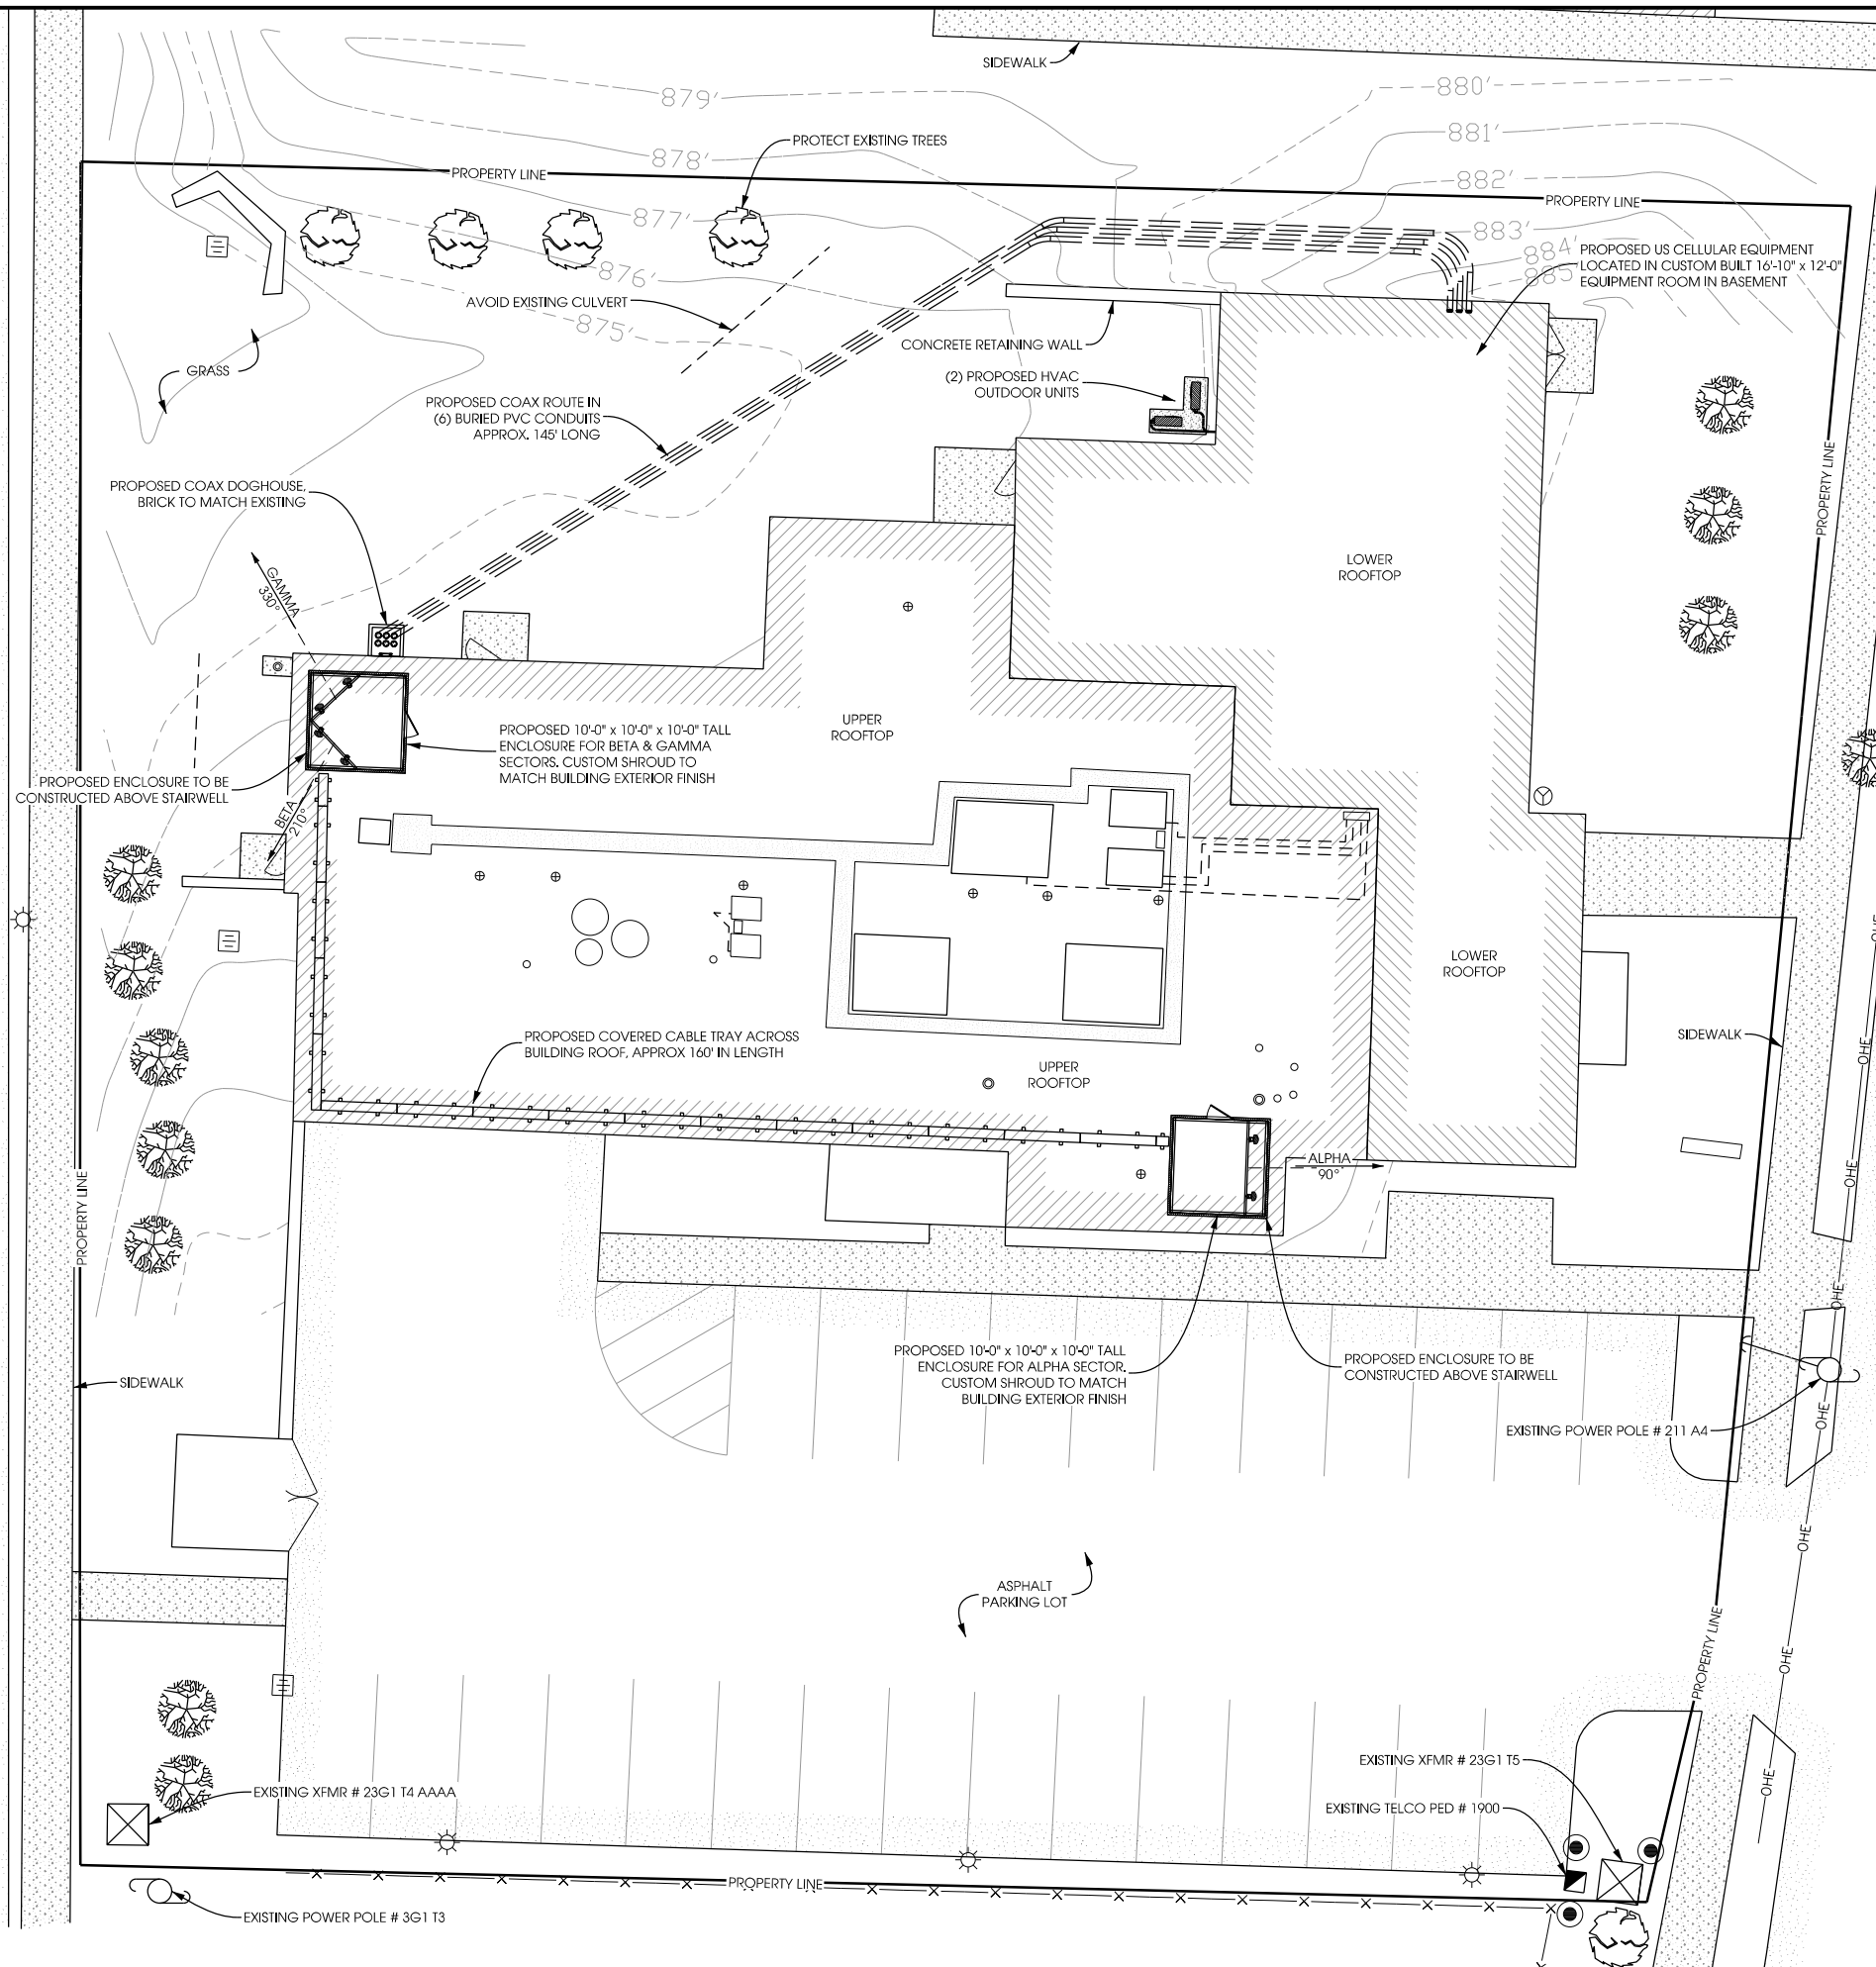 SIDEWALK
879'
880'
881'
PROTECT EXISTING TREES
878'
PROPERTY LINE
882'
PROPERTY LINE
877'
883'
884'
885'
PROPOSED US CELLULAR EQUIPMENT
LOCATED IN CUSTOM BUILT 16'-10" x 12'-0"
EQUIPMENT ROOM IN BASEMENT
876'
AVOID EXISTING CULVERT
875'
CONCRETE RETAINING WALL
GRASS
(2) PROPOSED HVAC
OUTDOOR UNITS
PROPOSED COAX ROUTE IN
(6) BURIED PVC CONDUITS
APPROX. 145' LONG
PROPERTY LINE
PROPOSED COAX DOGHOUSE,
BRICK TO MATCH EXISTING
LOWER
ROOFTOP
GAMMA
330°
UPPER
ROOFTOP
PROPOSED 10'-0" x 10'-0" x 10'-0" TALL
ENCLOSURE FOR BETA & GAMMA
SECTORS. CUSTOM SHROUD TO
MATCH BUILDING EXTERIOR FINISH
PROPOSED ENCLOSURE TO BE
CONSTRUCTED ABOVE STAIRWELL
BETA
210°
OHE
LOWER
ROOFTOP
PROPOSED COVERED CABLE TRAY ACROSS
BUILDING ROOF, APPROX 160' IN LENGTH
SIDEWALK
OHE
UPPER
ROOFTOP
ALPHA
90°
OHE
PROPERTY LINE
OHE
PROPOSED 10'-0" x 10'-0" x 10'-0" TALL
ENCLOSURE FOR ALPHA SECTOR.
CUSTOM SHROUD TO MATCH
BUILDING EXTERIOR FINISH
PROPOSED ENCLOSURE TO BE
CONSTRUCTED ABOVE STAIRWELL
SIDEWALK
OHE
EXISTING POWER POLE # 211 A4
OHE
ASPHALT
PARKING LOT
PROPERTY LINE
OHE
EXISTING XFMR # 23G1 T5
OHE
EXISTING XFMR # 23G1 T4 AAAA
EXISTING TELCO PED # 1900
PROPERTY LINE
EXISTING POWER POLE # 3G1 T3